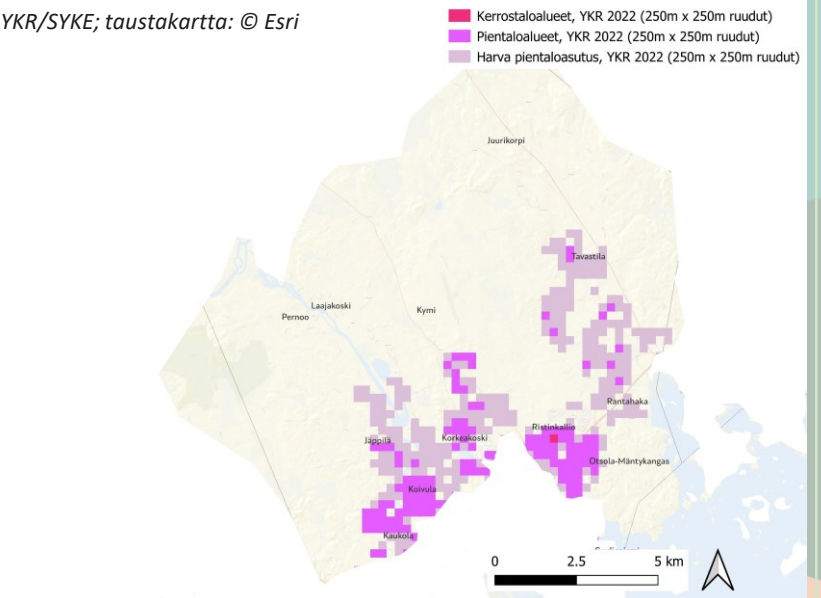 YKR/SYKE; taustakartta: © Esri
Kerrostaloalueet, YKR 2022 (250m x 250m ruudut)
Pientaloalueet, YKR 2022 (250m x 250m ruudut)
Harva pientaloasutus, YKR 2022 (250m x 250m ruudut)
Juurikorpi
Tavastila
Laajakoski
Pernoo
Kymi
Rantahaka
Ristinkallio
Jäppilä
Korkeakoski
Otsola-Mäntykangas
Koivula
Kaukola
0 2.5 5 km